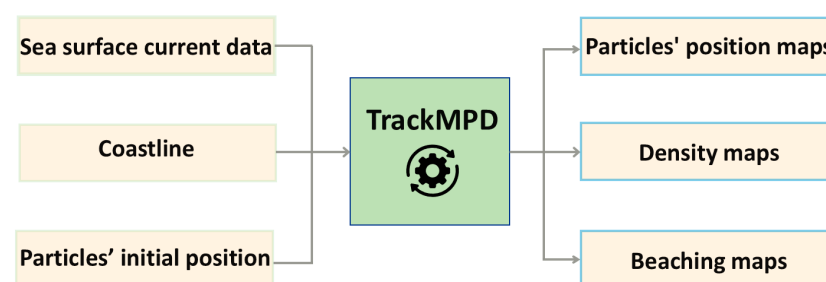 Sea surface current data
Coastline
Particles’ initial position
TrackMPD
Particles' position maps
Density maps
Beaching maps